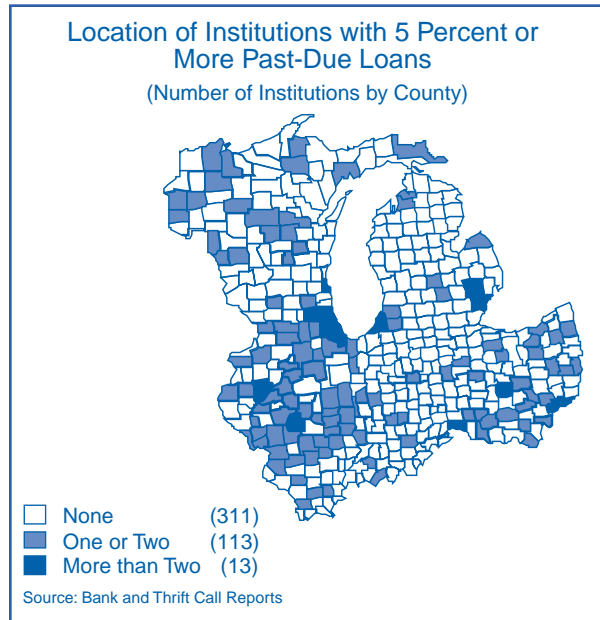 Location of Institutions with 5 Percent or
More Past-Due Loans
(Number of Institutions by County)
None (311)
One or Two (113)
More than Two (13)
Source: Bank and Thrift Call Reports